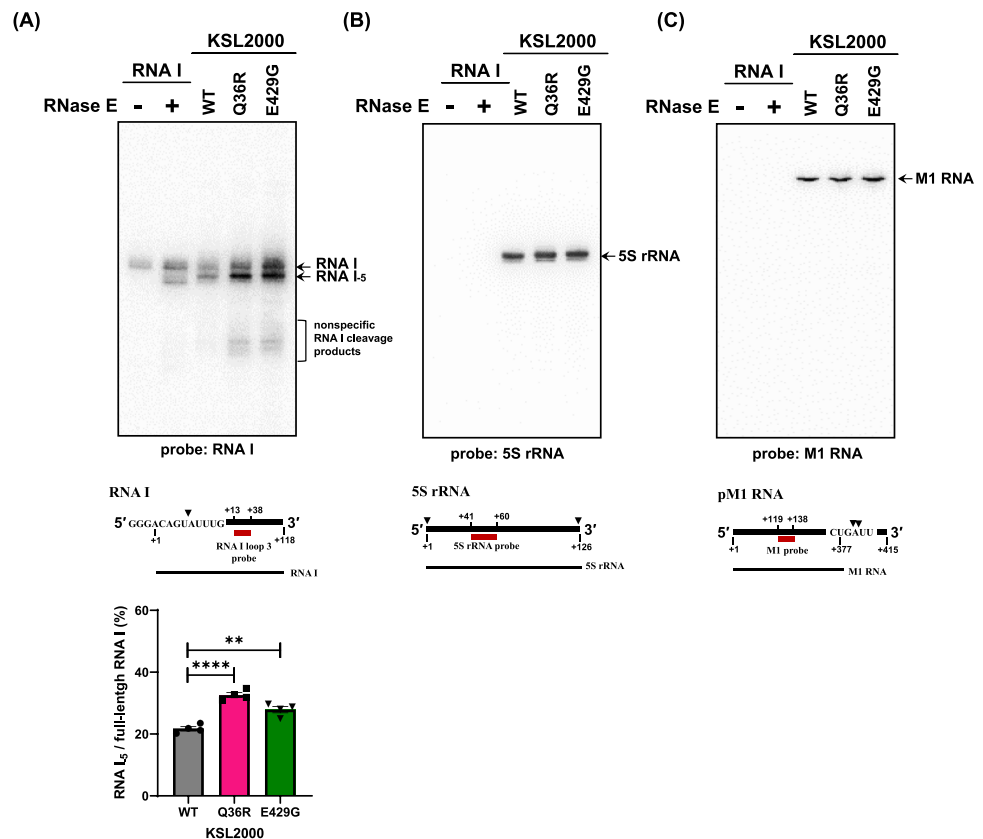 (A)
KSL2000
RNA I
RNase E - + WT Q36R E429G
RNA I
RNA I-5
nonspecific
RNA I cleavage
products
probe: RNA I
RNA I
+13 +38
5′ GGGACAGUAUUUG 3′
+1 RNA I loop 3 +118
probe
RNA I
RNA I-5 / full-lentgh RNA I (%)
60
40
20
0
**
****
WT Q36R E429G
KSL2000
(B)
KSL2000
RNA I
RNase E - + WT Q36R E429G
5S rRNA
probe: 5S rRNA
5S rRNA
+41 +60
5′ 3′
+1 5S rRNA probe +126
5S rRNA
(C)
KSL2000
RNA I
RNase E - + WT Q36R E429G
M1 RNA
probe: M1 RNA
pM1 RNA
+119 +138
5′ CUGAUU 3′
+1 M1 probe +377 +415
M1 RNA